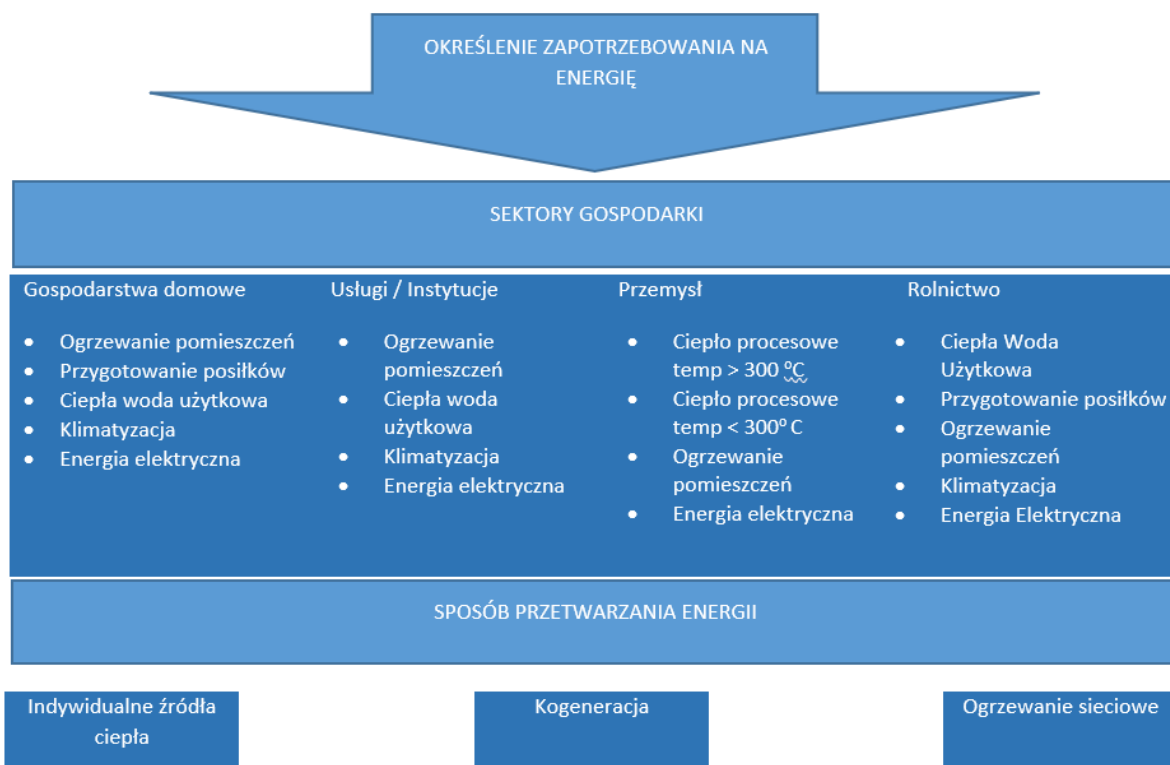 OKREŚLENIE ZAPOTRZEBOWANIA NA
ENERGIĘ
SEKTORY GOSPODARKI
Gospodarstwa domowe
• Ogrzewanie pomieszczeń
• Przygotowanie posiłków
• Ciepła woda użytkowa
• Klimatyzacja
• Energia elektryczna
Usługi / Instytucje
• Ogrzewanie
pomieszczeń
• Ciepła woda
użytkowa
• Klimatyzacja
• Energia elektryczna
Przemysł
• Ciepło procesowe
temp > 300 °C
• Ciepło procesowe
temp < 300° C
• Ogrzewanie
pomieszczeń
• Energia elektryczna
Rolnictwo
• Ciepła Woda
Użytkowa
• Przygotowanie posiłków
• Ogrzewanie
pomieszczeń
• Klimatyzacja
• Energia Elektryczna
SPOSÓB PRZETWARZANIA ENERGII
Indywidualne źródła
ciepła
Kogeneracja
Ogrzewanie sieciowe